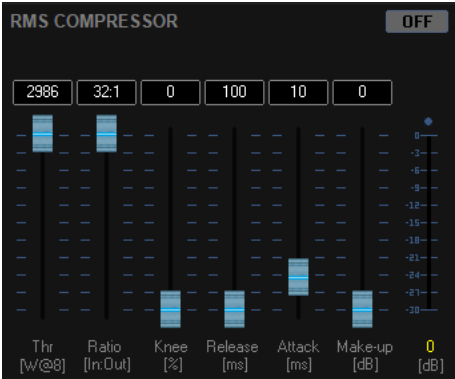 RMS COMPRESSOR OFF
2986 32:1 0 100 10 0
0
-3
-6
-9
-12
-15
-18
-21
-24
-27
-30
Thr Ratio Knee Release Attack Make-up 0
[W@8] [In:Out] [%] [ms] [ms] [dB] [dB]